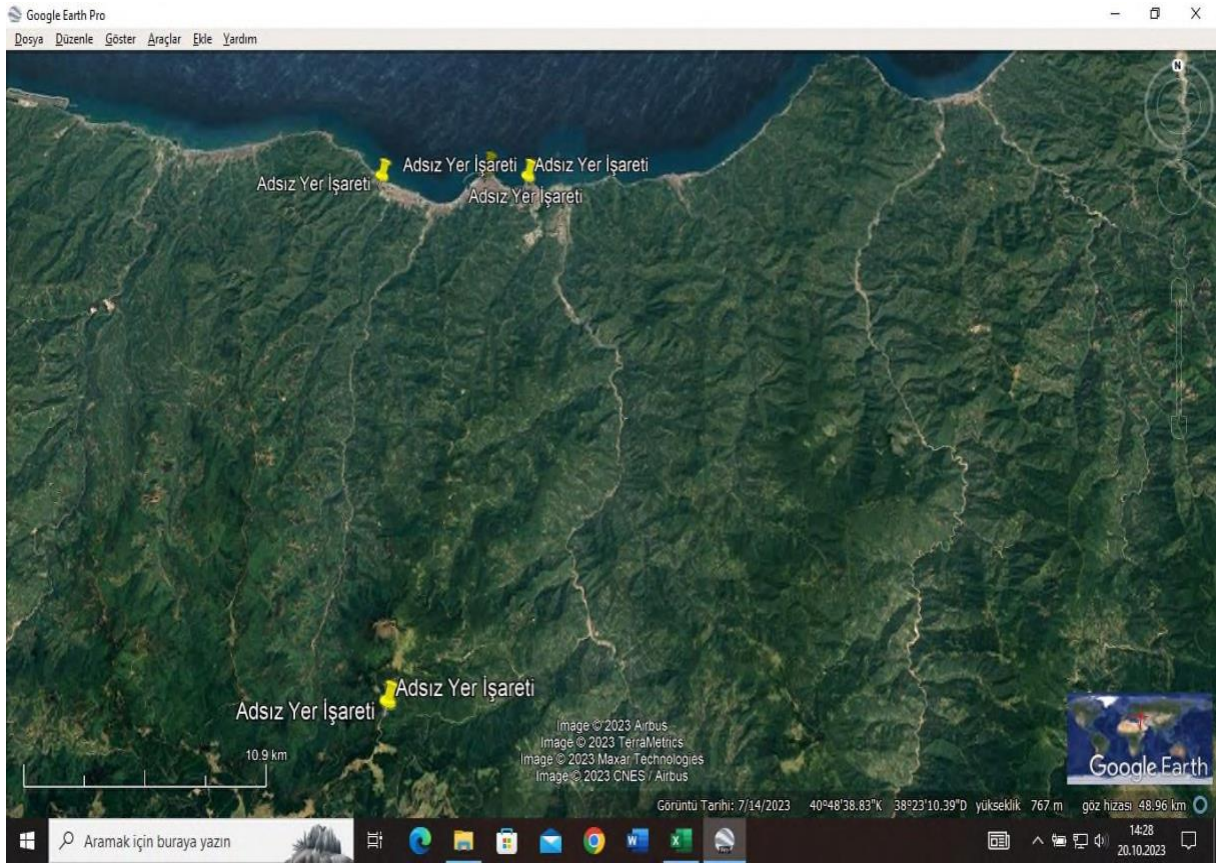 Google Earth Pro
Dosya Düzenle Göster Araçlar Ekle Yardım
N
Adsız Yer İşareti Adsız Yer İşareti
Adsız Yer İşareti Adsız Yer İşareti
Adsız Yer İşareti
Adsız Yer İşareti
10.9 km
Image © 2023 Airbus
Image © 2023 TerraMetrics
Image © 2023 Maxar Technologies
Image © 2023 CNES / Airbus
Google Earth
Görüntü Tarihi: 7/14/2023 40°48'38.83"K 38°23'10.39"D yükseklik 767 m göz hizası 48.96 km
Aramak için buraya yazın
14:28
20.10.2023